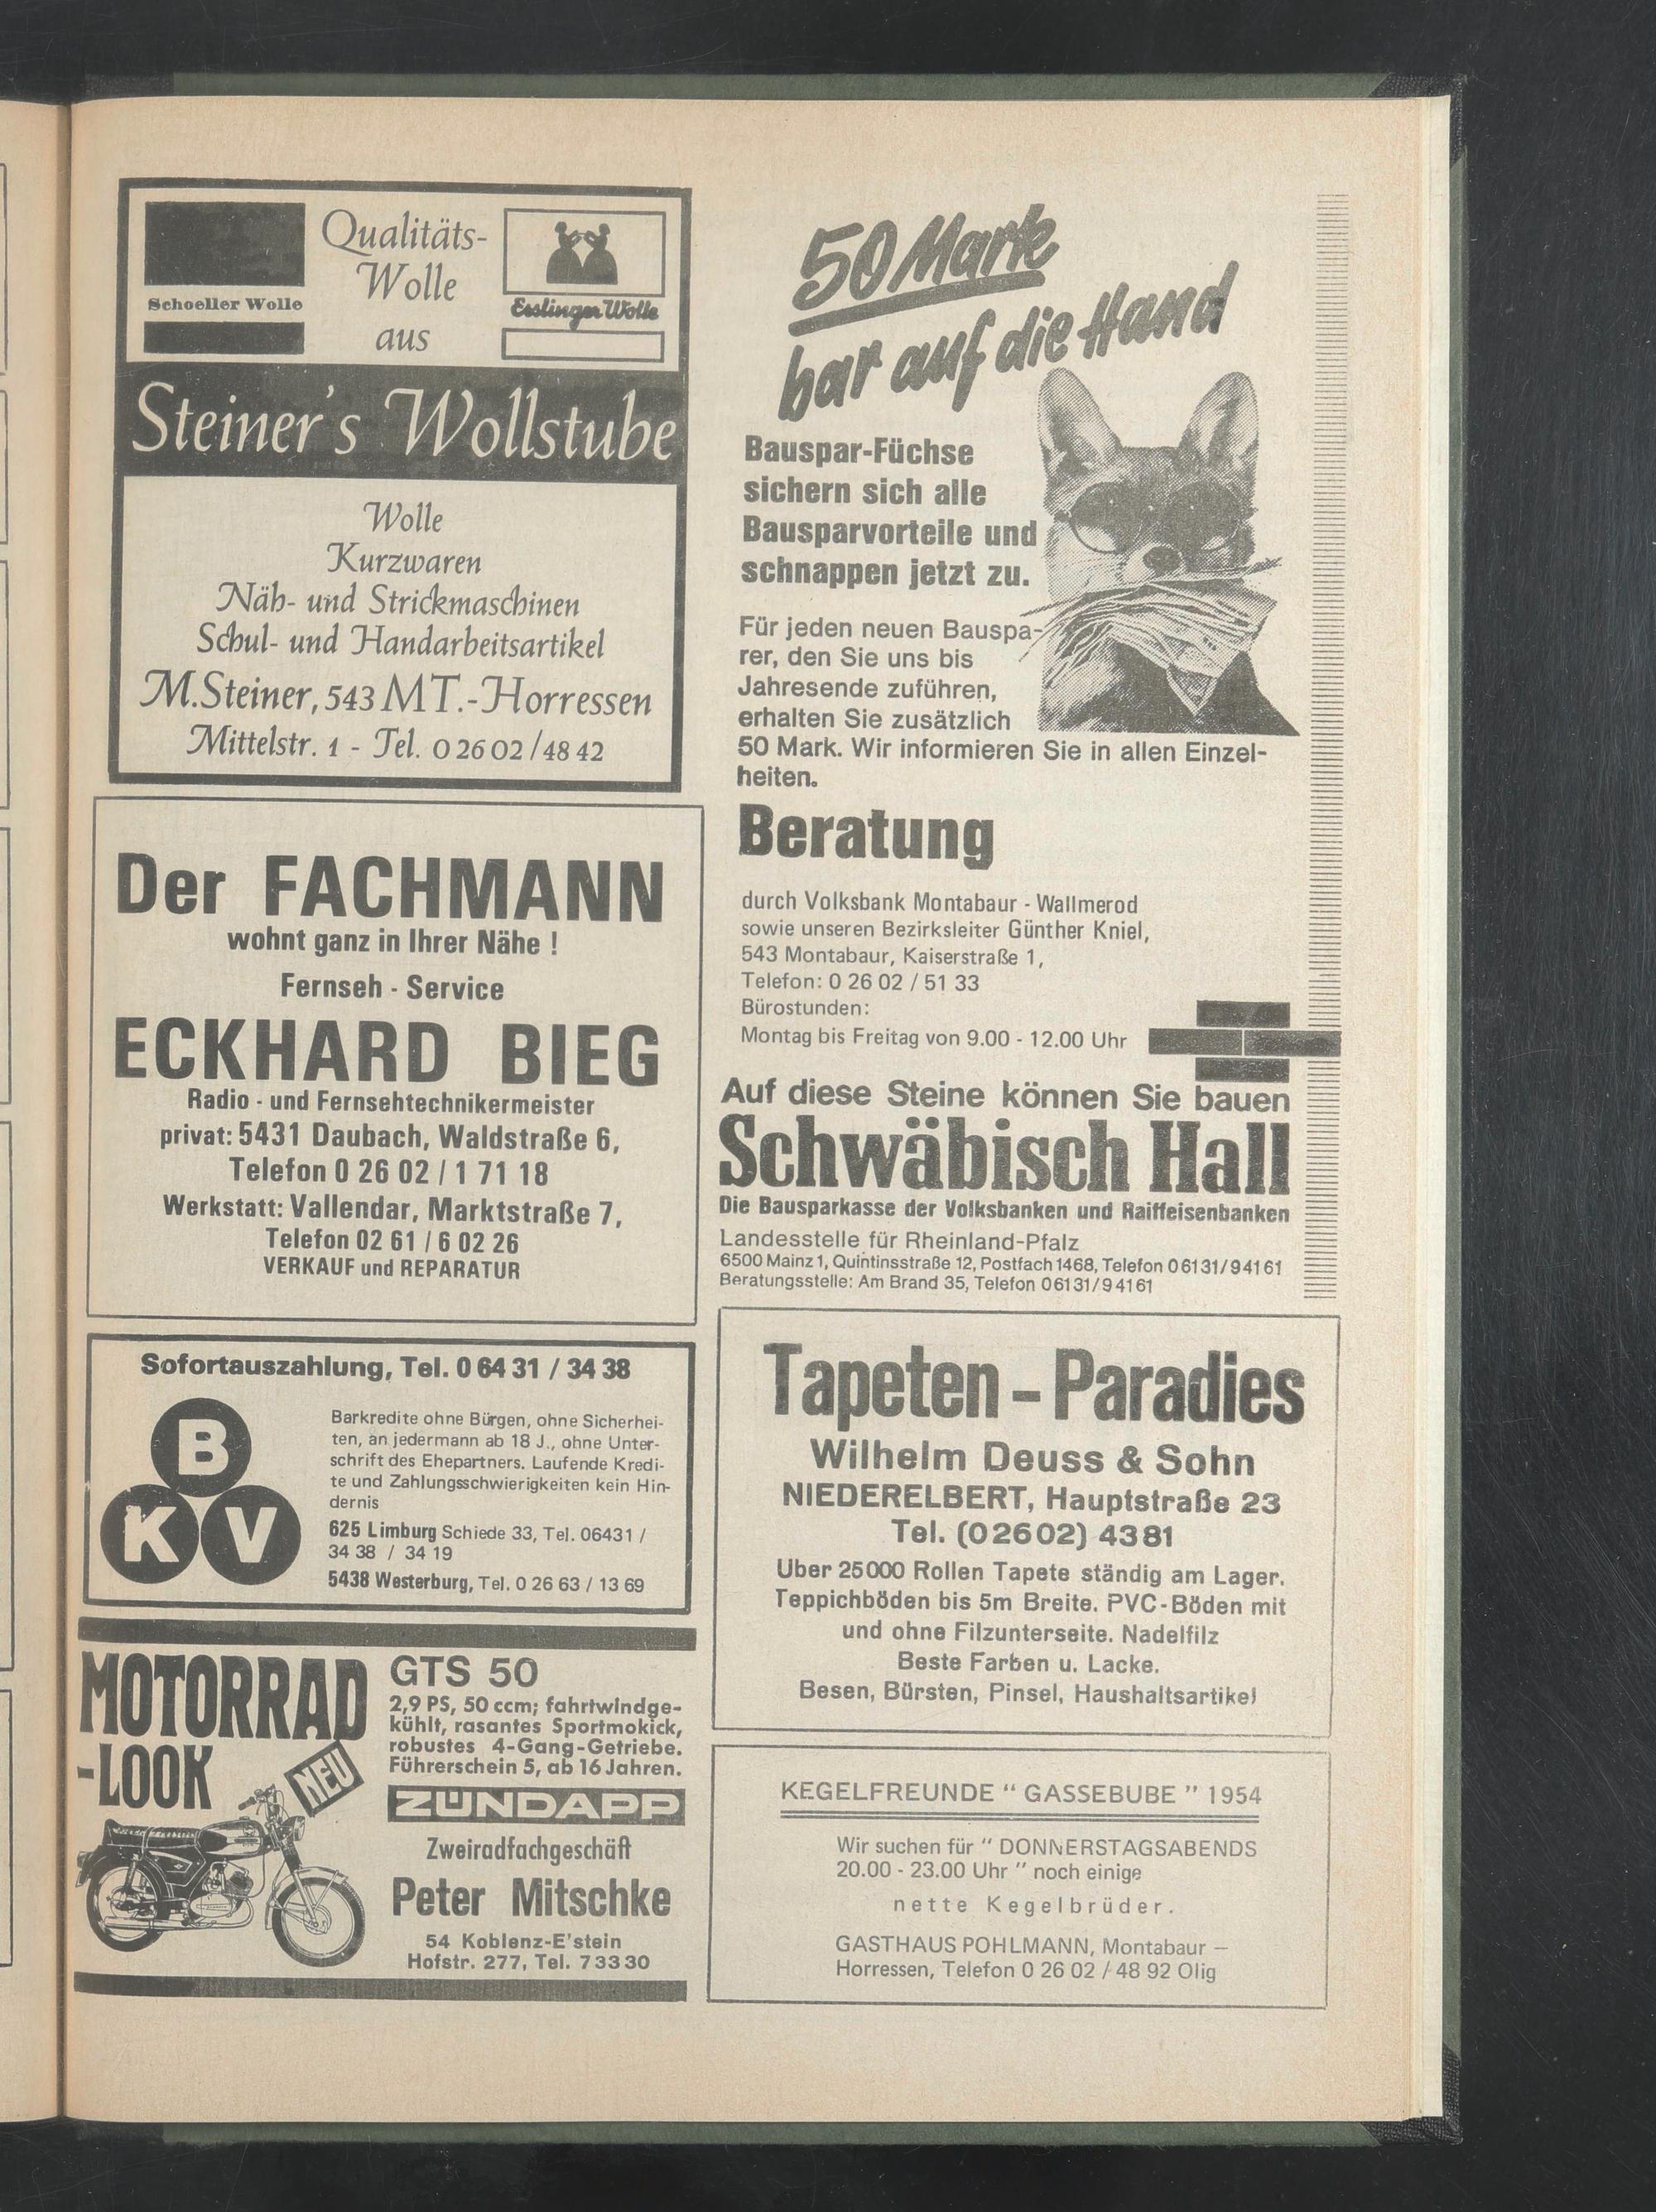 Schoeller Wolle
Qualitäts-
Wolle
aus
Esslinger Wolle
Steiner's Wollstube
Wolle
Kurzwaren
Näh- und Strickmaschinen
Schul- und Handarbeitsartikel
M.Steiner, 543 MT.-Horressen
Mittelstr. 1 - Tel. 0 26 02/48 42
Der FACHMANN
wohnt ganz in Ihrer Nähe !
Fernseh - Service
ECKHARD BIEG
Radio - und Fernsehtechnikermeister
privat: 5431 Daubach, Waldstraße 6,
Telefon 0 26 02 / 1 71 18
Werkstatt: Vallendar, Marktstraße 7,
Telefon 02 61 / 6 02 26
VERKAUF und REPARATUR
Sofortauszahlung, Tel. 0 64 31 / 34 38
B
K V
Barkredite ohne Bürgen, ohne Sicherhei-
ten, an jedermann ab 18 J., ohne Unter-
schrift des Ehepartners. Laufende Kredi-
te und Zahlungsschwierigkeiten kein Hin-
dernis
625 Limburg Schiede 33, Tel. 06431 /
34 38 / 34 19
5438 Westerburg, Tel. 0 26 63 / 13 69
MOTORRAD
-LOOK
NEU
GTS 50
2,9 PS, 50 ccm; fahrtwindge-
kühlt, rasantes Sportmokick,
robustes 4-Gang-Getriebe.
Führerschein 5, ab 16 Jahren.
ZÜNDAPP
Zweiradfachgeschäft
Peter Mitschke
54 Koblenz-E'stein
Hofstr. 277, Tel. 7 33 30
50 Mark
bar auf die Hand
Bauspar-Füchse
sichern sich alle
Bausparvorteile und
schnappen jetzt zu.
Für jeden neuen Bauspa-
rer, den Sie uns bis
Jahresende zuführen,
erhalten Sie zusätzlich
50 Mark. Wir informieren Sie in allen Einzel-
heiten.
Beratung
durch Volksbank Montabaur - Wallmerod
sowie unseren Bezirksleiter Günther Kniel,
543 Montabaur, Kaiserstraße 1,
Telefon: 0 26 02 / 51 33
Bürostunden:
Montag bis Freitag von 9.00 - 12.00 Uhr
Auf diese Steine können Sie bauen
Schwäbisch Hall
Die Bausparkasse der Volksbanken und Raiffeisenbanken
Landesstelle für Rheinland-Pfalz
6500 Mainz 1, Quintinsstraße 12, Postfach 1468, Telefon 06131/94161
Beratungsstelle: Am Brand 35, Telefon 06131/94161
Tapeten - Paradies
Wilhelm Deuss & Sohn
NIEDERELBERT, Hauptstraße 23
Tel. (02602) 4381
Uber 25000 Rollen Tapete ständig am Lager.
Teppichböden bis 5m Breite. PVC-Böden mit
und ohne Filzunterseite. Nadelfilz
Beste Farben u. Lacke.
Besen, Bürsten, Pinsel, Haushaltsartikel
KEGELFREUNDE " GASSEBUBE " 1954
Wir suchen für " DONNERSTAGSABENDS
20.00 - 23.00 Uhr " noch einige
nette Kegelbrüder.
GASTHAUS POHLMANN, Montabaur —
Horressen, Telefon 0 26 02 / 48 92 Olig